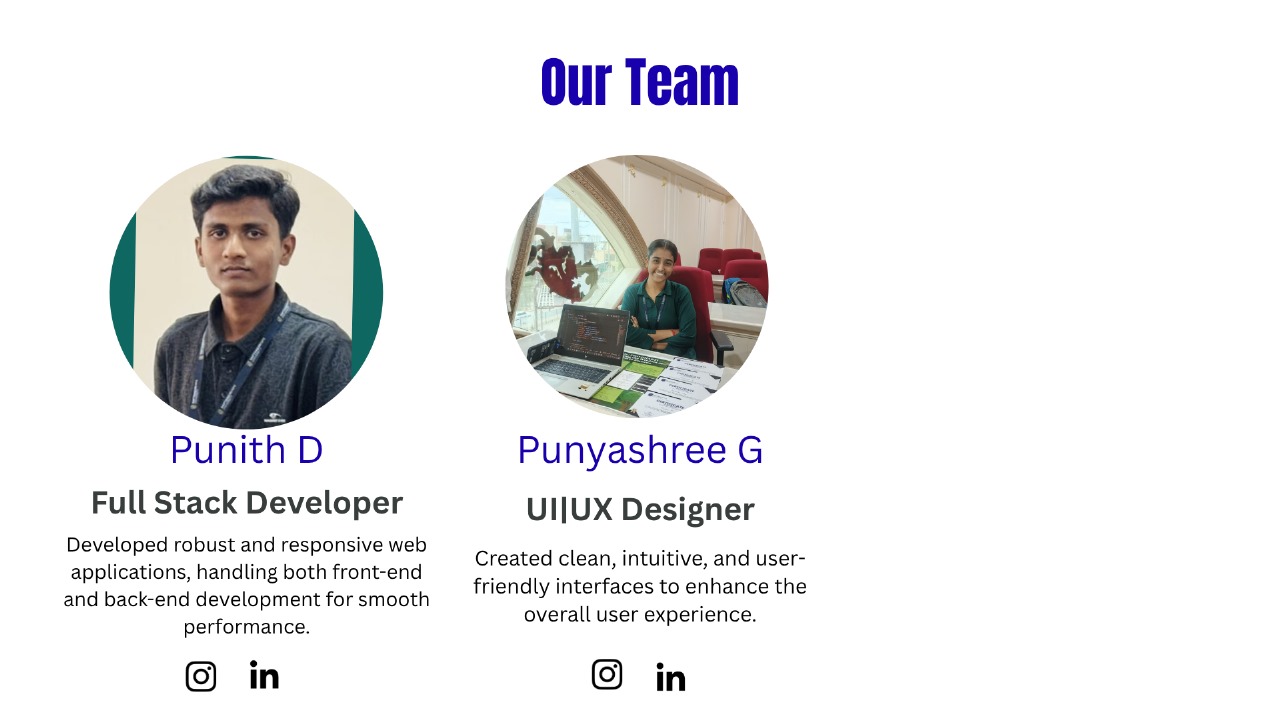 Our Team
Punith D
Full Stack Developer
Developed robust and responsive web
applications, handling both front-end
and back-end development for smooth
performance.
Punyashree G
UI|UX Designer
Created clean, intuitive, and user-
friendly interfaces to enhance the
overall user experience.
in
in